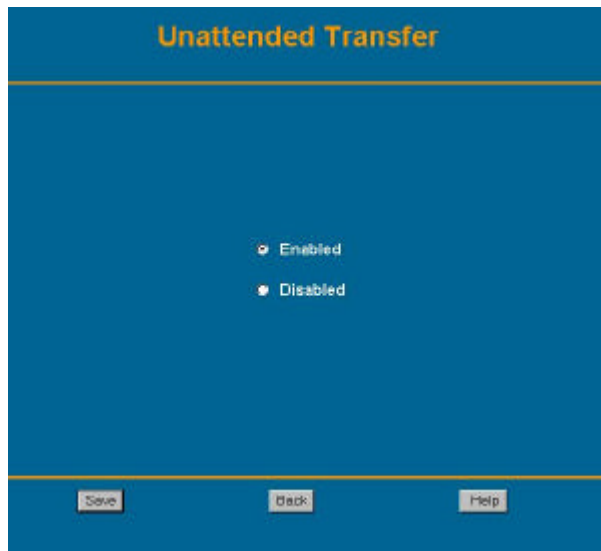 Unattended Transfer
Enabled
Disabled
Save
Back
Help